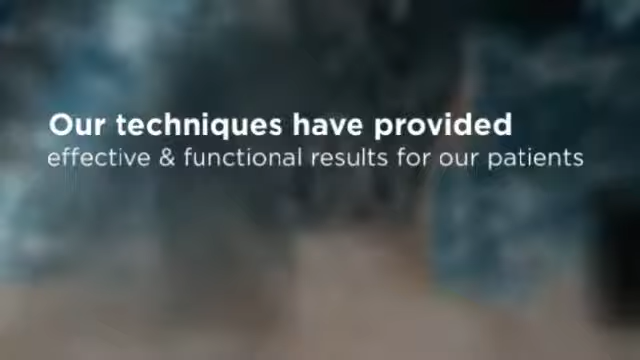 Our techniques have provided
effective & functional results for our patients